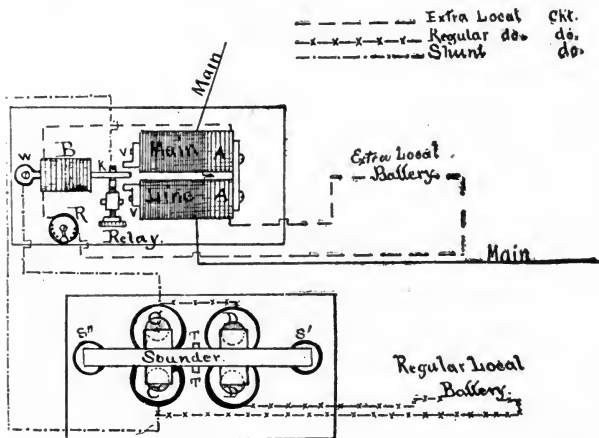 Extra Local Ckt.
Regular do. do.
Shunt do.
Main
W
B
K
V
Main
A
V
Line
A
R
Relay.
Extra Local
Battery.
Main
C'
D
S"
T
Sounder.
T
S'
C
D
Regular Local
Battery.